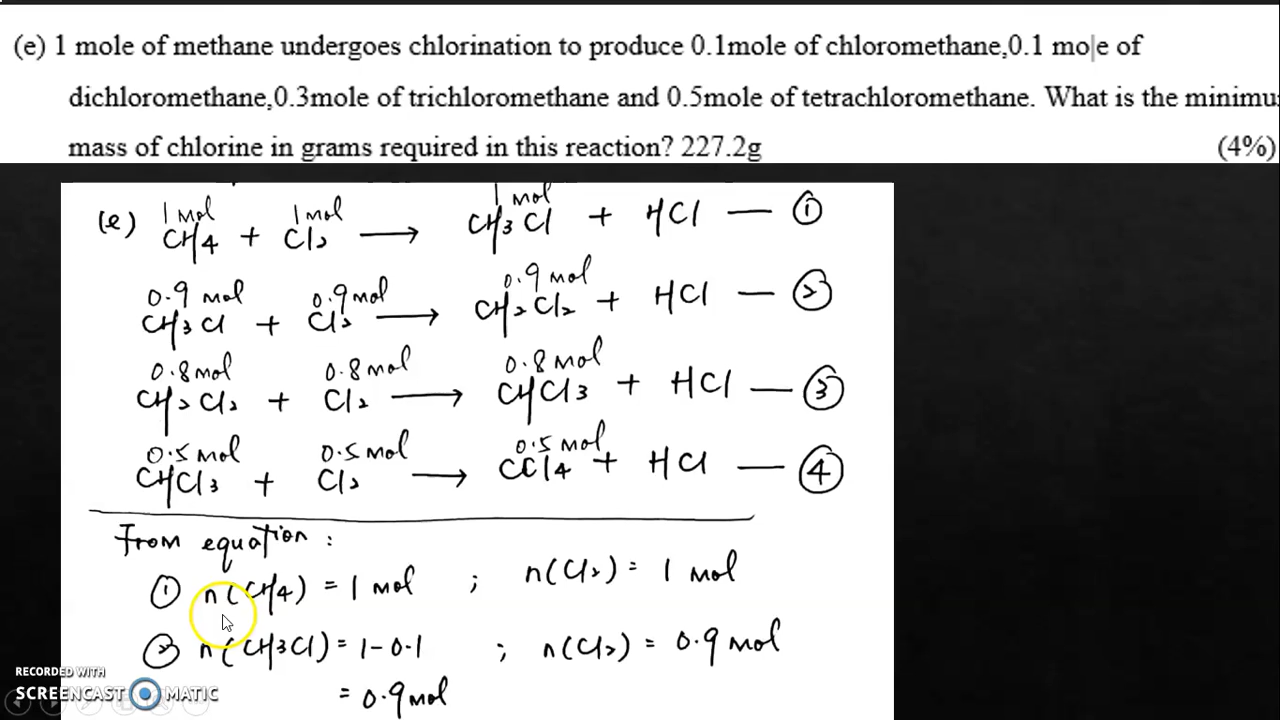 (e) 1 mole of methane undergoes chlorination to produce 0.1mole of chloromethane,0.1 mole of
dichloromethane,0.3mole of trichloromethane and 0.5mole of tetrachloromethane. What is the minimu
mass of chlorine in grams required in this reaction? 227.2g (4%)
1 mol 1 mol 1 mol
(e) CH4 + Cl2 ⟶ CH3Cl + HCl — ①
0.9 mol 0.9 mol 0.9 mol
CH3Cl + Cl2 ⟶ CH2Cl2 + HCl — ②
0.8 mol 0.8 mol 0.8 mol
CH2Cl2 + Cl2 ⟶ CHCl3 + HCl — ③
0.5 mol 0.5 mol 0.5 mol
CHCl3 + Cl2 ⟶ CCl4 + HCl — ④
From equation :
① n(CH4) = 1 mol ; n(Cl2) = 1 mol
② n(CH3Cl) = 1-0.1 ; n(Cl2) = 0.9 mol
= 0.9 mol
RECORDED WITH
SCREENCAST MATIC